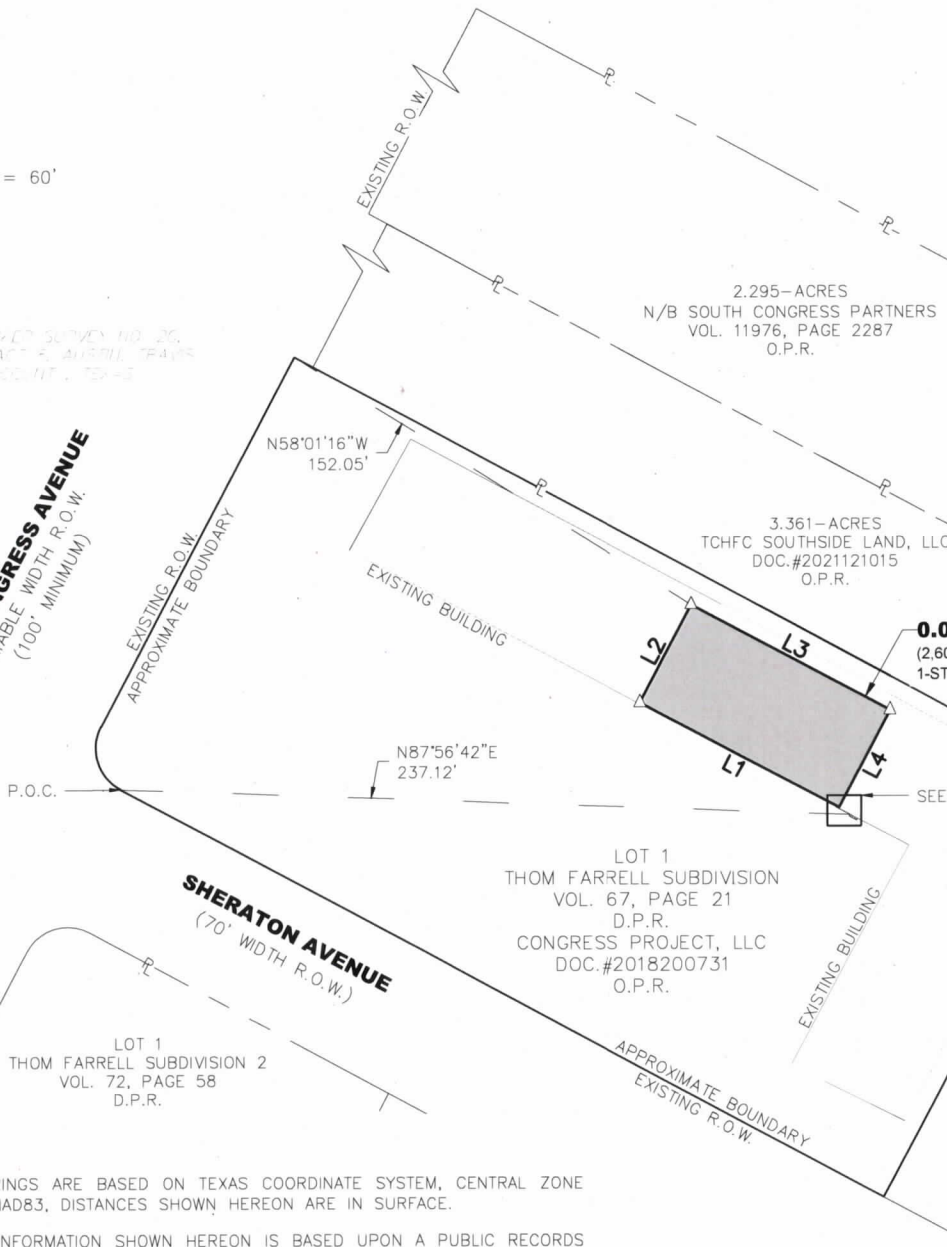 = 60'
EXISTING R.O.W.
2.295-ACRES
N/B SOUTH CONGRESS PARTNERS
VOL. 11976, PAGE 2287
O.P.R.
SURVEY NO. 26,
N58°01'16"W
152.05'
GRESS AVENUE
ABLE WIDTH R.O.W.
(100' MINIMUM)
EXISTING R.O.W.
APPROXIMATE BOUNDARY
3.361-ACRES
TCHFC SOUTHSIDE LAND, LLC
DOC.#2021121015
O.P.R.
EXISTING BUILDING
0.0
(2,60
1-ST
L2
L3
L1
L4
N87°56'42"E
237.12'
P.O.C.
SEE
LOT 1
THOM FARRELL SUBDIVISION
VOL. 67, PAGE 21
D.P.R.
CONGRESS PROJECT, LLC
DOC.#2018200731
O.P.R.
SHERATON AVENUE
(70' WIDTH R.O.W.)
EXISTING BUILDING
LOT 1
THOM FARRELL SUBDIVISION 2
VOL. 72, PAGE 58
D.P.R.
APPROXIMATE BOUNDARY
EXISTING R.O.W.
RINGS ARE BASED ON TEXAS COORDINATE SYSTEM, CENTRAL ZONE
NAD83, DISTANCES SHOWN HEREON ARE IN SURFACE.
INFORMATION SHOWN HEREON IS BASED UPON A PUBLIC RECORDS